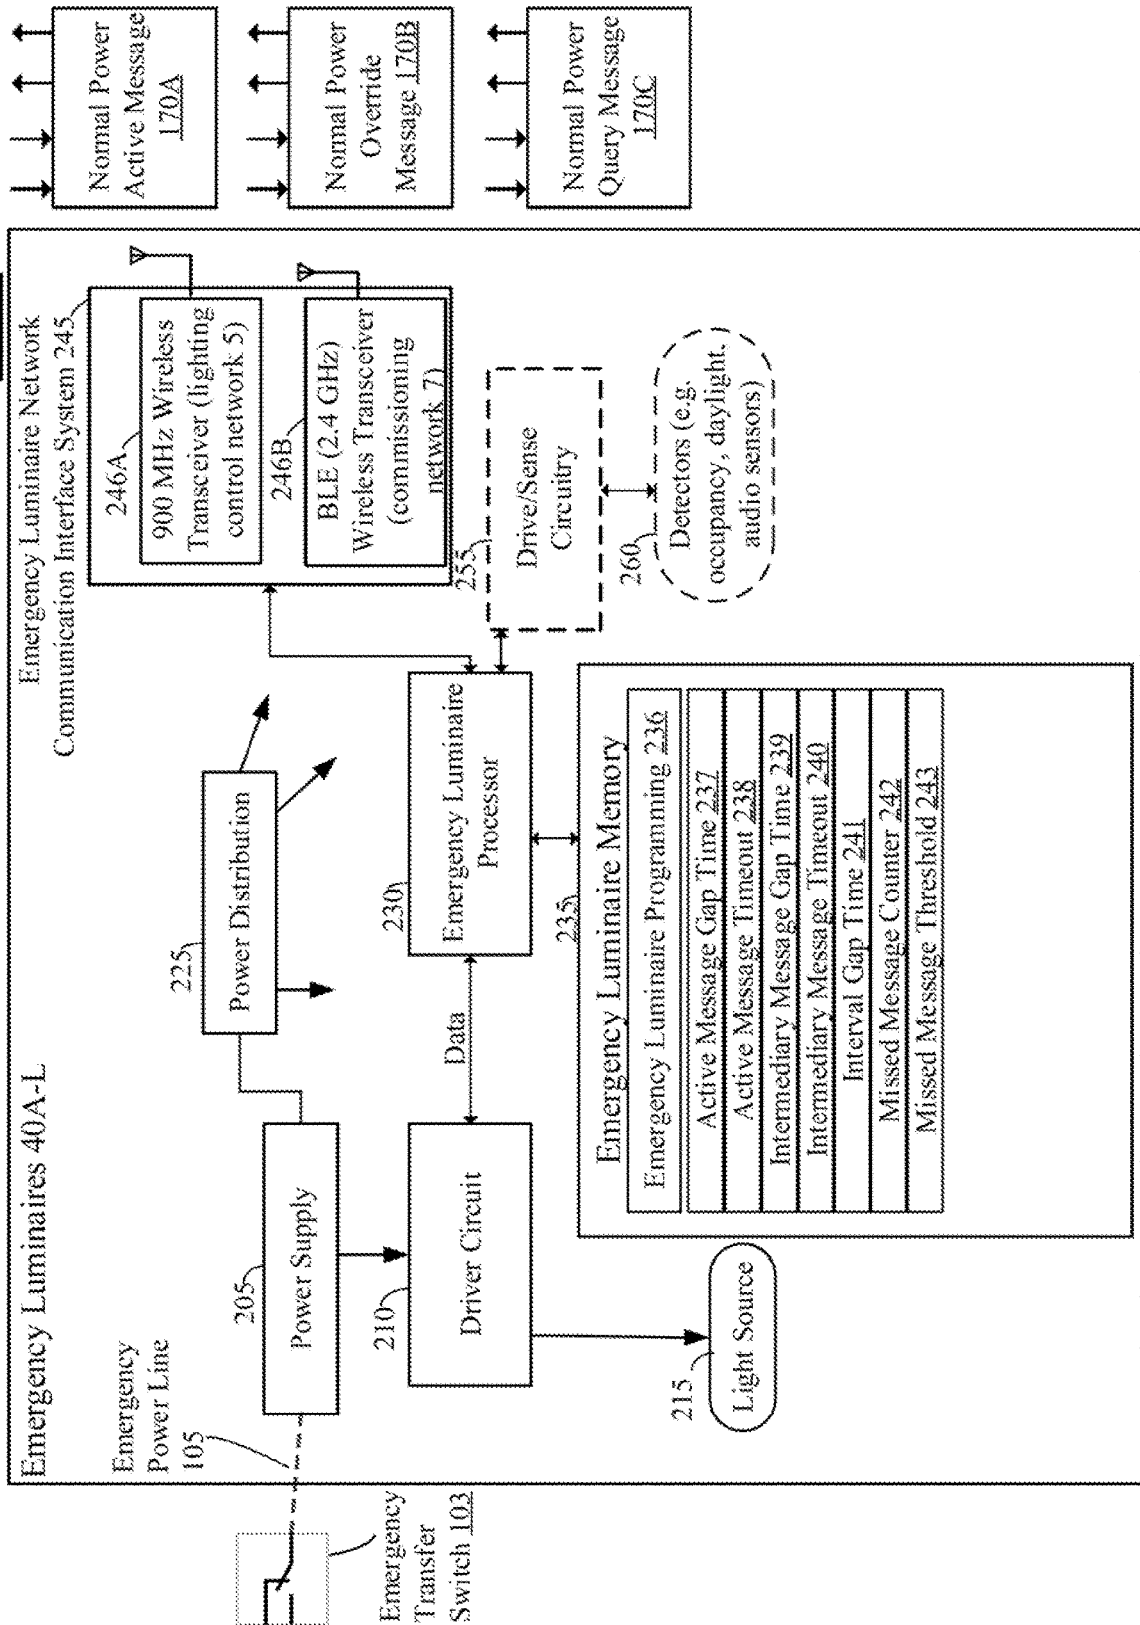 Emergency Luminaires 40A-L
Emergency Luminaire Network
Communication Interface System 245
Emergency
Power Line
105
Emergency
Transfer
Switch 103
205
Power Supply
225
Power Distribution
246A
900 MHz Wireless
Transceiver (lighting
control network 5)
246B
BLE (2.4 GHz)
Wireless Transceiver
(commissioning
network 7)
210
Driver Circuit
Data
230
Emergency Luminaire
Processor
255
Drive/Sense
Circuitry
260
Detectors (e.g.
occupancy, daylight,
audio sensors)
215
Light Source
235
Emergency Luminaire Memory
Emergency Luminaire Programming 236
Active Message Gap Time 237
Active Message Timeout 238
Intermediary Message Gap Time 239
Intermediary Message Timeout 240
Interval Gap Time 241
Missed Message Counter 242
Missed Message Threshold 243
Normal Power
Active Message
170A
Normal Power
Override
Message 170B
Normal Power
Query Message
170C